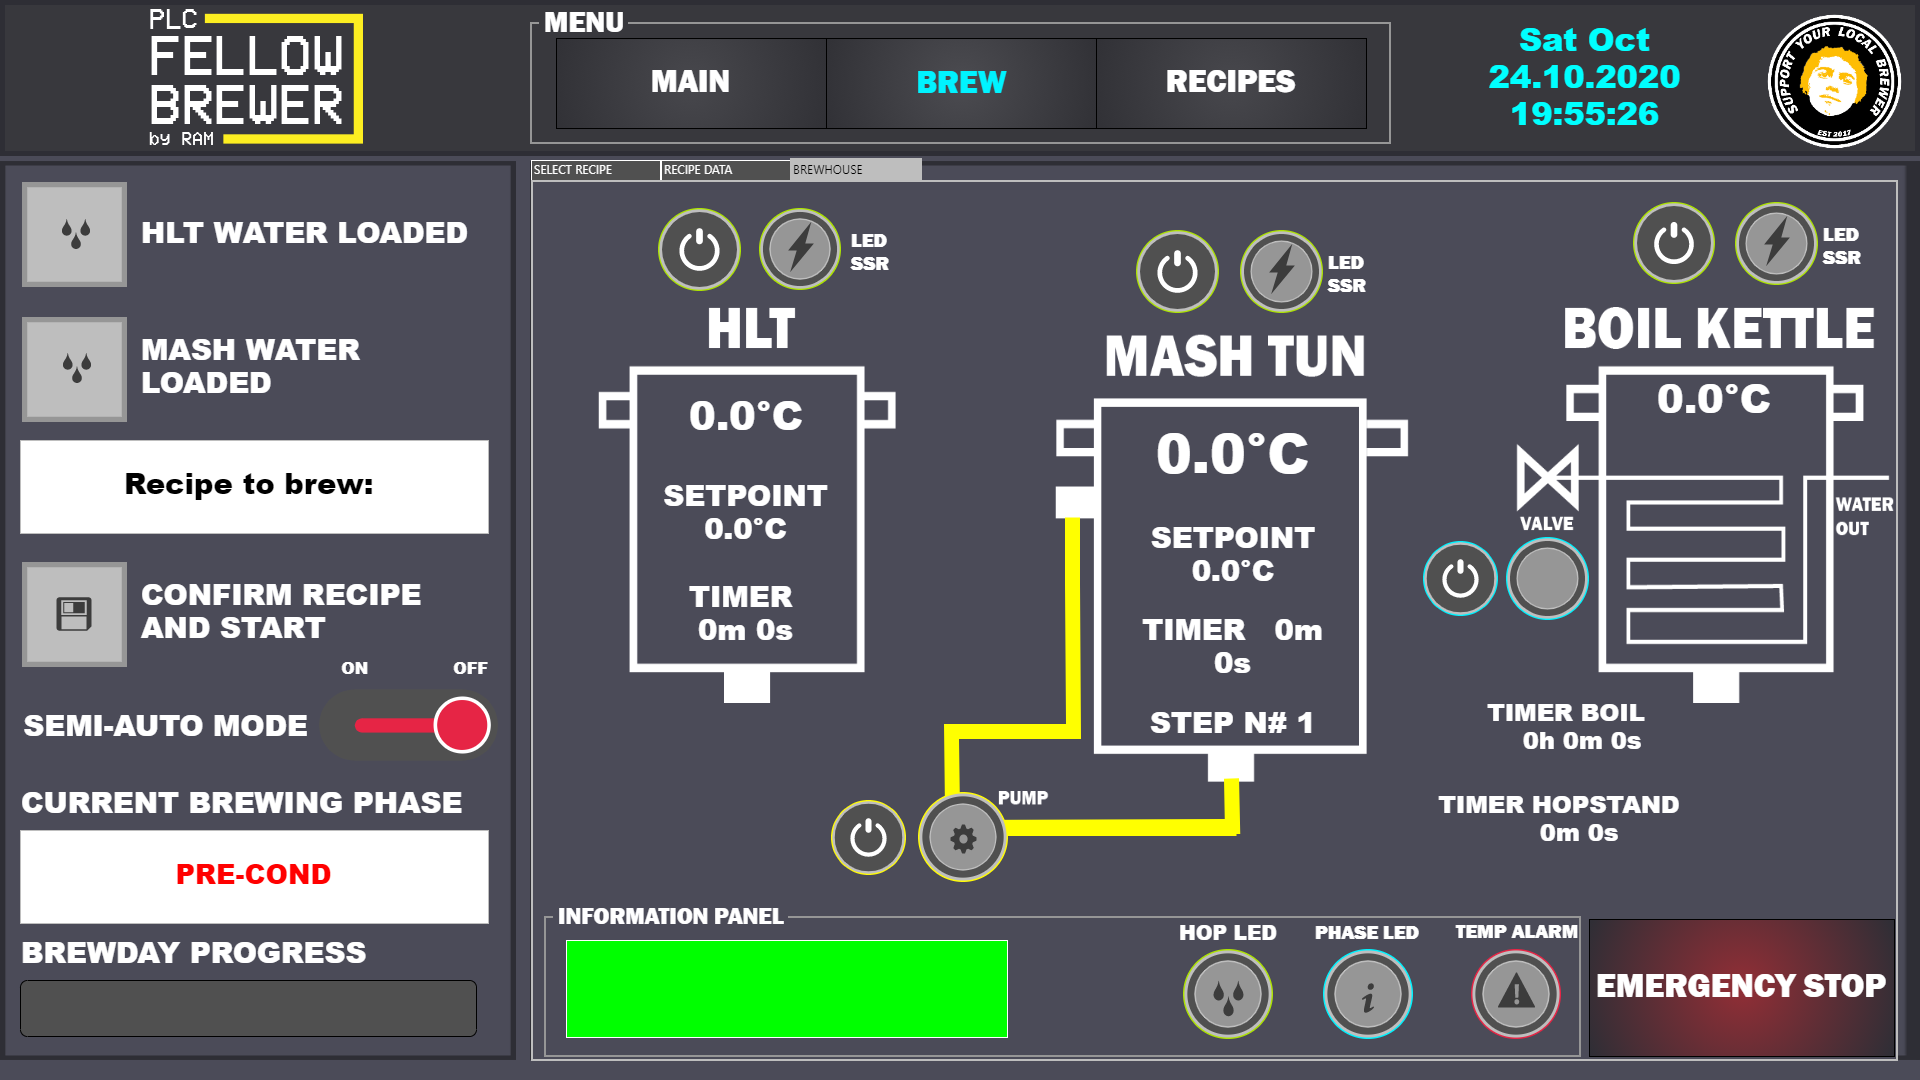 PLC
FELLOW
BREWER
by RAM
MENU
MAIN
BREW
RECIPES
Sat Oct
24.10.2020
19:55:26
SUPPORT YOUR LOCAL BREWER
EST 2017
HLT WATER LOADED
MASH WATER
LOADED
Recipe to brew:
CONFIRM RECIPE
AND START
ON OFF
SEMI-AUTO MODE
CURRENT BREWING PHASE
PRE-COND
BREWDAY PROGRESS
SELECT RECIPE
RECIPE DATA
BREWHOUSE
LED
SSR
HLT
0.0°C
SETPOINT
0.0°C
TIMER
0m 0s
LED
SSR
MASH TUN
0.0°C
SETPOINT
0.0°C
TIMER 0m
0s
STEP N# 1
PUMP
LED
SSR
BOIL KETTLE
0.0°C
VALVE
WATER
OUT
TIMER BOIL
0h 0m 0s
TIMER HOPSTAND
0m 0s
INFORMATION PANEL
HOP LED
PHASE LED
i
TEMP ALARM
!
EMERGENCY STOP